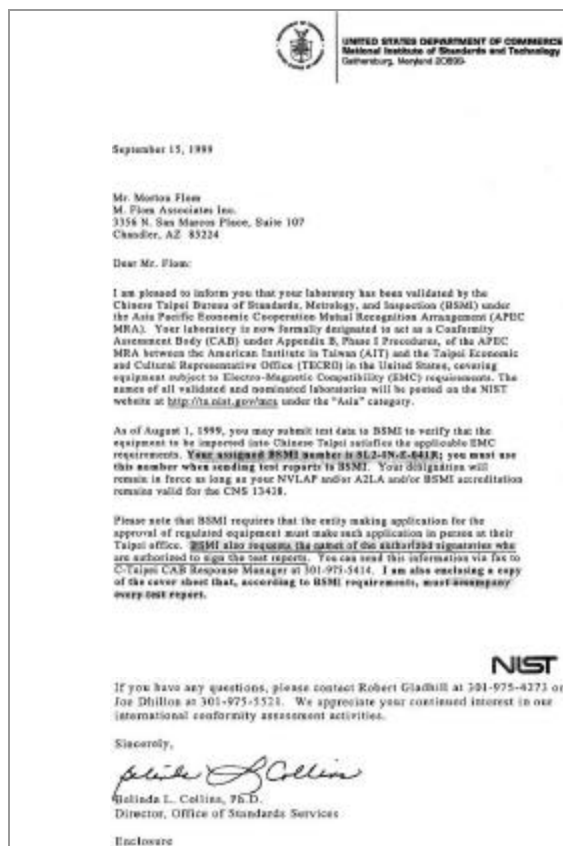 UNITED STATES DEPARTMENT OF COMMERCE
National Institute of Standards and Technology
Gaithersburg, Maryland 20899-
September 15, 1999
Mr. Morton Flom
M. Flom Associates Inc.
3356 N. San Marcos Place, Suite 107
Chandler, AZ 85224
Dear Mr. Flom:
I am pleased to inform you that your laboratory has been validated by the
Chinese Taipei Bureau of Standards, Metrology, and Inspection (BSMI) under
the Asia Pacific Economic Cooperation Mutual Recognition Arrangement (APEC
MRA). Your laboratory is now formally designated to act as a Conformity
Assessment Body (CAB) under Appendix B, Phase I Procedures, of the APEC
MRA between the American Institute in Taiwan (AIT) and the Taipei Economic
and Cultural Representative Office (TECRO) in the United States, covering
equipment subject to Electro-Magnetic Compatibility (EMC) requirements. The
names of all validated and nominated laboratories will be posted on the NIST
website at http://ts.nist.gov/mra under the "Asia" category.
As of August 1, 1999, you may submit test data to BSMI to verify that the
equipment to be imported into Chinese Taipei satisfies the applicable EMC
requirements. Your assigned BSMI number is SL2-IN-E-041R; you must use
this number when sending test reports to BSMI. Your designation will
remain in force as long as your NVLAP and/or A2LA and/or BSMI accreditation
remains valid for the CNS 13438.
Please note that BSMI requires that the entity making application for the
approval of regulated equipment must make such application in person at their
Taipei office. BSMI also requests the names of the authorized signatories who
are authorized to sign the test reports. You can send this information via fax to
C-Taipei CAB Response Manager at 301-975-5414. I am also enclosing a copy
of the cover sheet that, according to BSMI requirements, must accompany
every test report.
NIST
If you have any questions, please contact Robert Gladhill at 301-975-4273 or
Joe Dhillon at 301-975-5521. We appreciate your continued interest in our
international conformity assessment activities.
Sincerely,
Belinda L Collins
Belinda L. Collins, Ph.D.
Director, Office of Standards Services
Enclosure